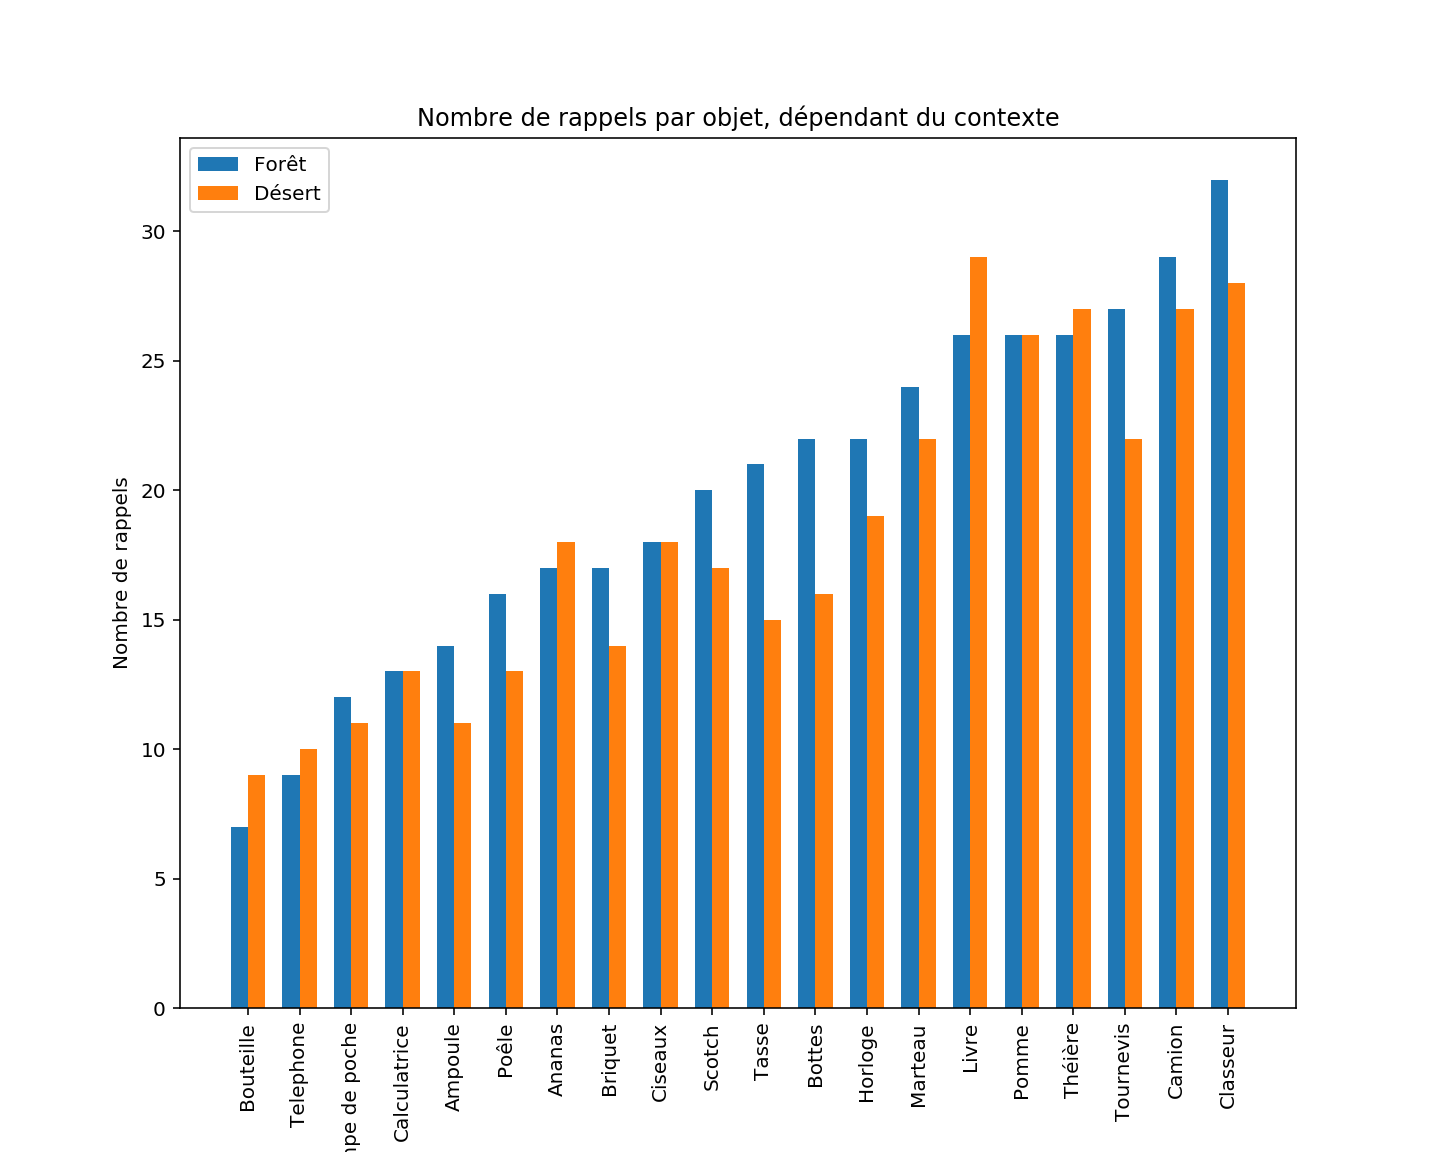 Nombre de rappels par objet, dépendant du contexte
Forêt
Désert
Nombre de rappels
30
25
20
15
10
5
0
Bouteille
Telephone
de poche
Calculatrice
Ampoule
Poêle
Ananas
Briquet
Ciseaux
Scotch
Tasse
Bottes
Horloge
Marteau
Livre
Pomme
Théière
Tournevis
Camion
Classeur